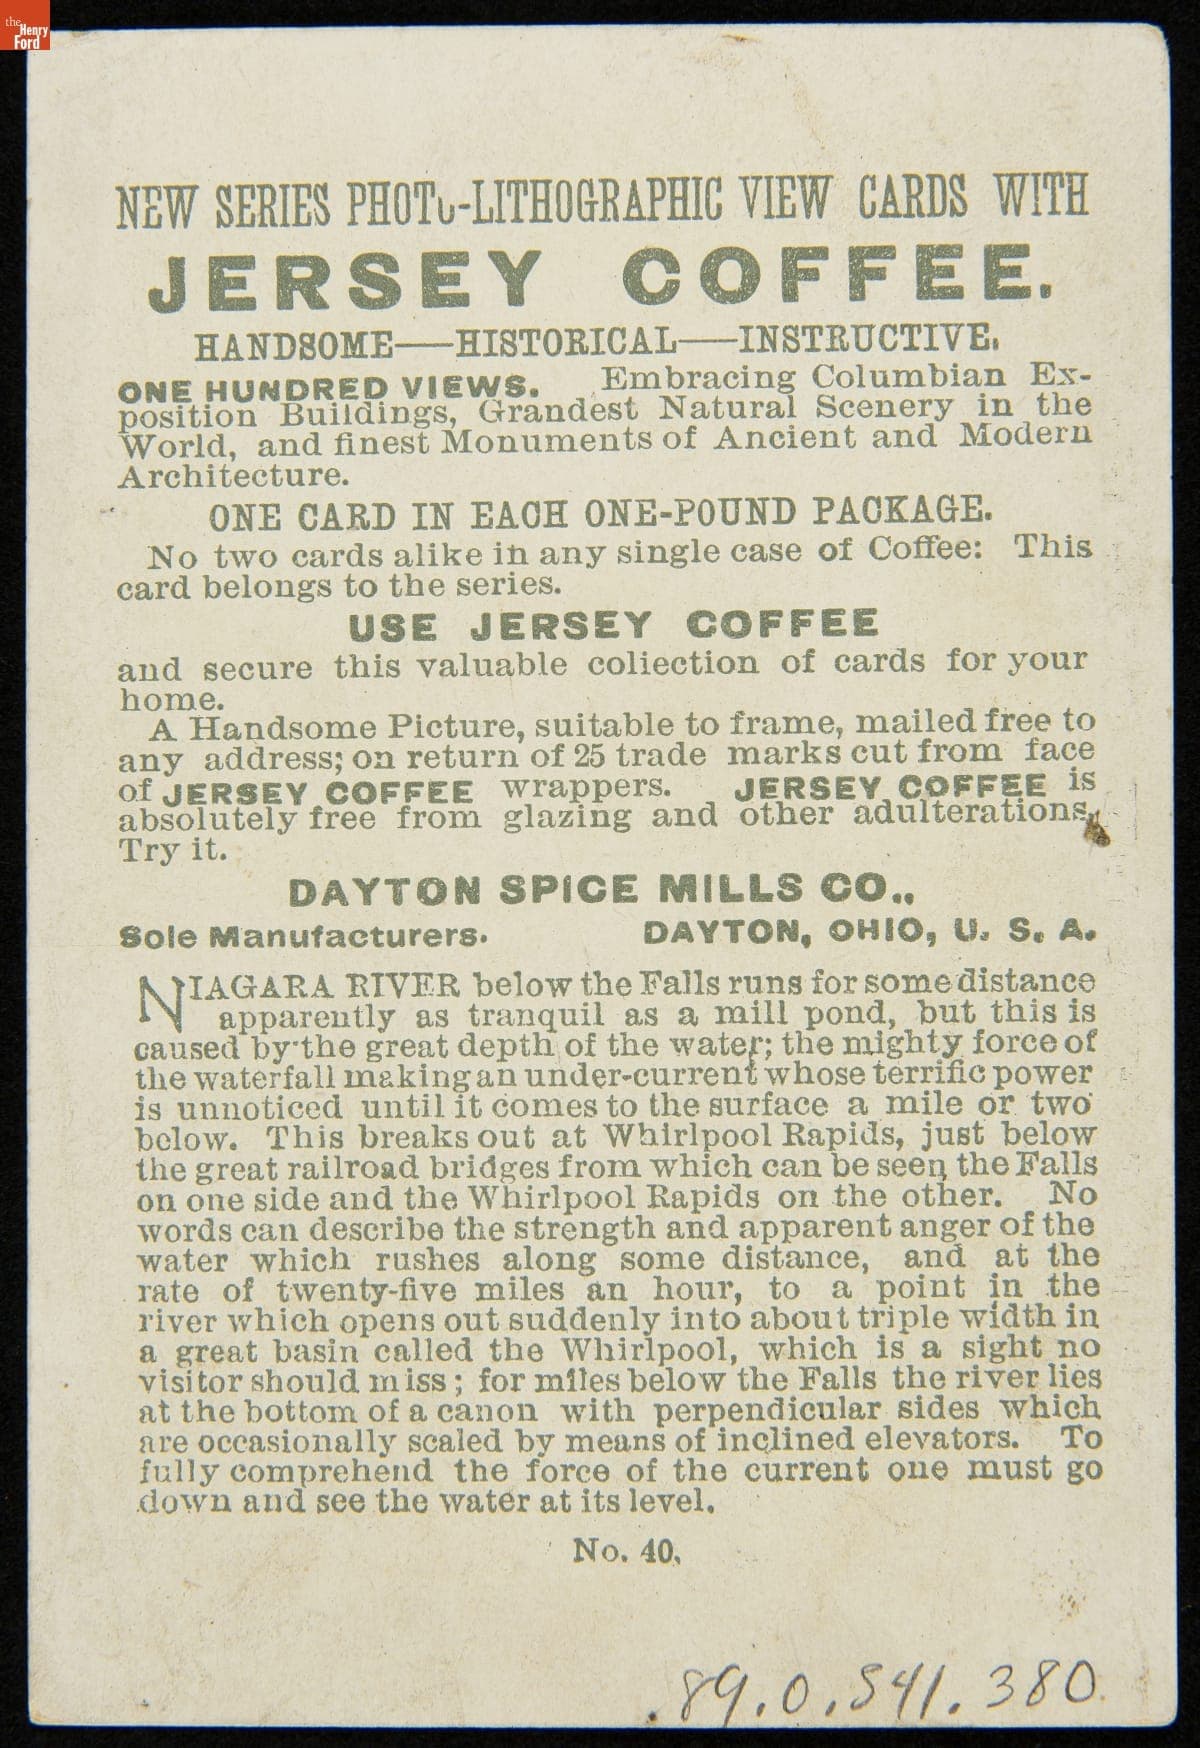 the
Henry
Ford
NEW SERIES PHOTO-LITHOGRAPHIC VIEW CARDS WITH
JERSEY COFFEE.
HANDSOME—HISTORICAL—INSTRUCTIVE.
ONE HUNDRED VIEWS. Embracing Columbian Ex-
position Buildings, Grandest Natural Scenery in the
World, and finest Monuments of Ancient and Modern
Architecture.
ONE CARD IN EACH ONE-POUND PACKAGE.
No two cards alike in any single case of Coffee: This
card belongs to the series.
USE JERSEY COFFEE
and secure this valuable coliection of cards for your
home.
A Handsome Picture, suitable to frame, mailed free to
any address; on return of 25 trade marks cut from face
of JERSEY COFFEE wrappers. JERSEY COFFEE is
absolutely free from glazing and other adulterations.
Try it.
DAYTON SPICE MILLS CO.,
Sole Manufacturers. DAYTON, OHIO, U. S. A.
NIAGARA RIVER below the Falls runs for some distance
apparently as tranquil as a mill pond, but this is
caused by the great depth of the water; the mighty force of
the waterfall making an under-current whose terrific power
is unnoticed until it comes to the surface a mile or two
below. This breaks out at Whirlpool Rapids, just below
the great railroad bridges from which can be seen the Falls
on one side and the Whirlpool Rapids on the other. No
words can describe the strength and apparent anger of the
water which rushes along some distance, and at the
rate of twenty-five miles an hour, to a point in the
river which opens out suddenly into about triple width in
a great basin called the Whirlpool, which is a sight no
visitor should miss; for miles below the Falls the river lies
at the bottom of a canon with perpendicular sides which
are occasionally scaled by means of inclined elevators. To
fully comprehend the force of the current one must go
down and see the water at its level.
No. 40.
.89.0.541.380